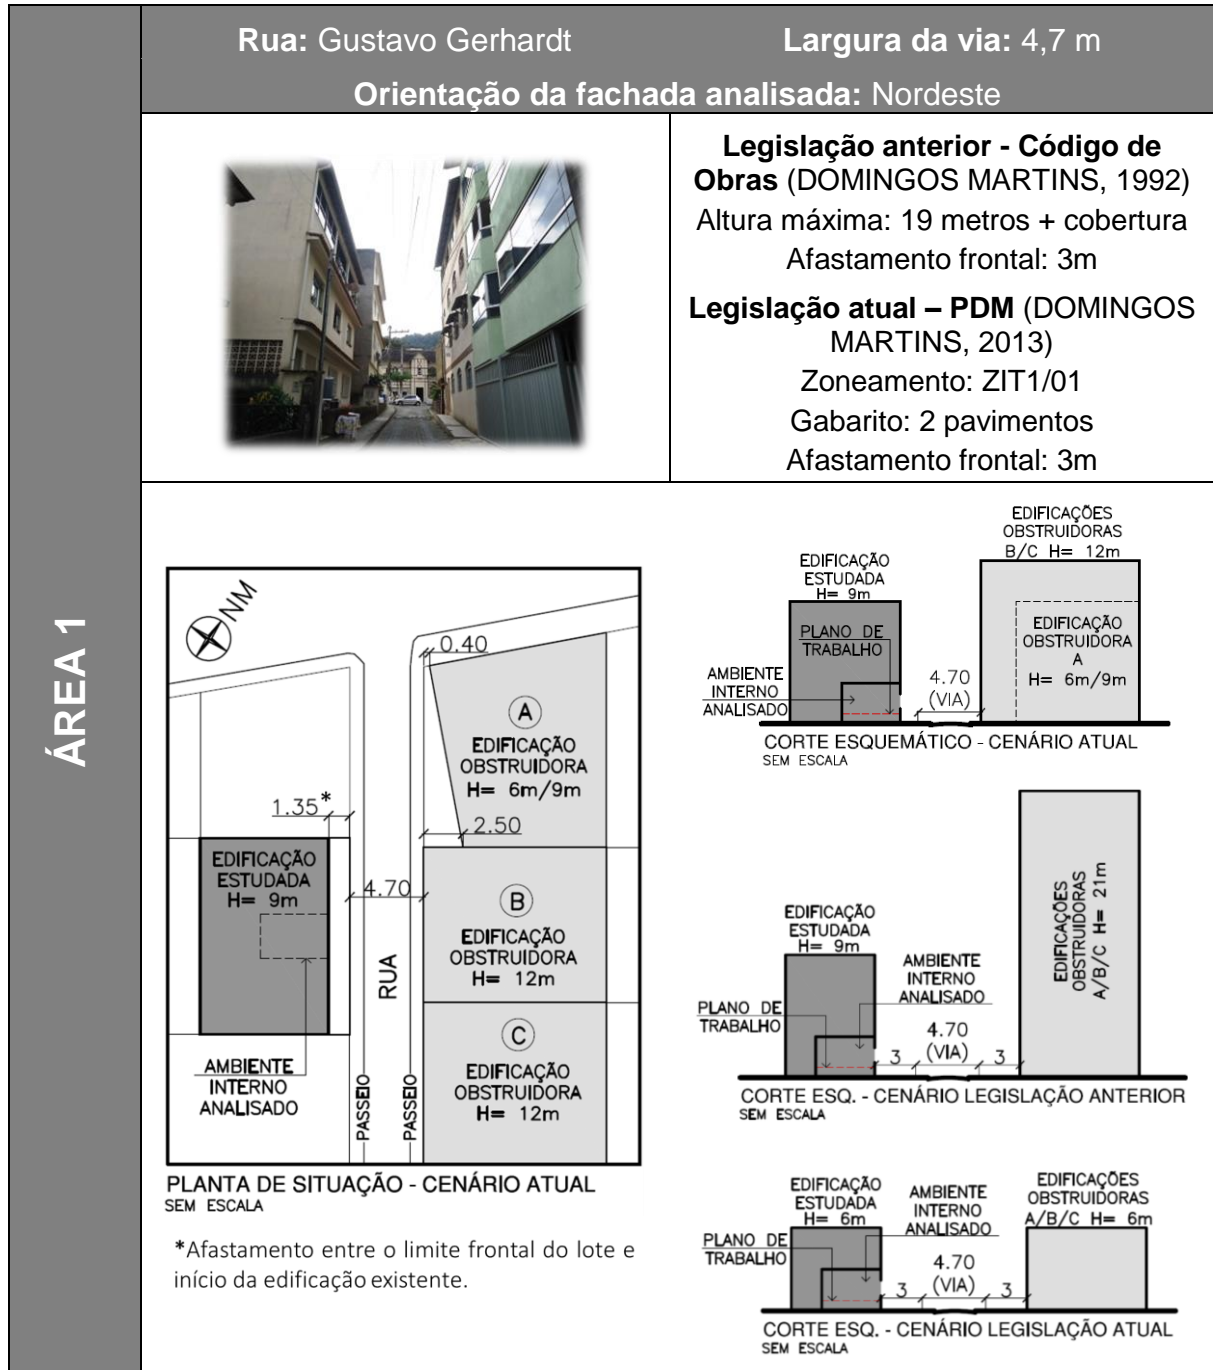 ÁREA 1
Rua: Gustavo Gerhardt
Largura da via: 4,7 m
Orientação da fachada analisada: Nordeste
Legislação anterior - Código de
Obras (DOMINGOS MARTINS, 1992)
Altura máxima: 19 metros + cobertura
Afastamento frontal: 3m
Legislação atual – PDM (DOMINGOS
MARTINS, 2013)
Zoneamento: ZIT1/01
Gabarito: 2 pavimentos
Afastamento frontal: 3m
NM
0.40
A
EDIFICAÇÃO
OBSTRUIDORA
H= 6m/9m
1.35*
2.50
EDIFICAÇÃO
ESTUDADA
H= 9m
4.70
B
EDIFICAÇÃO
OBSTRUIDORA
H= 12m
RUA
C
EDIFICAÇÃO
OBSTRUIDORA
H= 12m
AMBIENTE
INTERNO
ANALISADO
PASSEIO
PASSEIO
PLANTA DE SITUAÇÃO - CENÁRIO ATUAL
SEM ESCALA
*Afastamento entre o limite frontal do lote e
início da edificação existente.
EDIFICAÇÕES
OBSTRUIDORAS
B/C H= 12m
EDIFICAÇÃO
ESTUDADA
H= 9m
PLANO DE
TRABALHO
EDIFICAÇÃO
OBSTRUIDORA
A
H= 6m/9m
AMBIENTE
INTERNO
ANALISADO
4.70
(VIA)
CORTE ESQUEMÁTICO - CENÁRIO ATUAL
SEM ESCALA
EDIFICAÇÕES
OBSTRUIDORAS
A/B/C H= 21m
EDIFICAÇÃO
ESTUDADA
H= 9m
AMBIENTE
INTERNO
ANALISADO
PLANO DE
TRABALHO
3
4.70
(VIA)
3
CORTE ESQ. - CENÁRIO LEGISLAÇÃO ANTERIOR
SEM ESCALA
EDIFICAÇÃO
ESTUDADA
H= 6m
AMBIENTE
INTERNO
ANALISADO
EDIFICAÇÕES
OBSTRUIDORAS
A/B/C H= 6m
PLANO DE
TRABALHO
3
4.70
(VIA)
3
CORTE ESQ. - CENÁRIO LEGISLAÇÃO ATUAL
SEM ESCALA